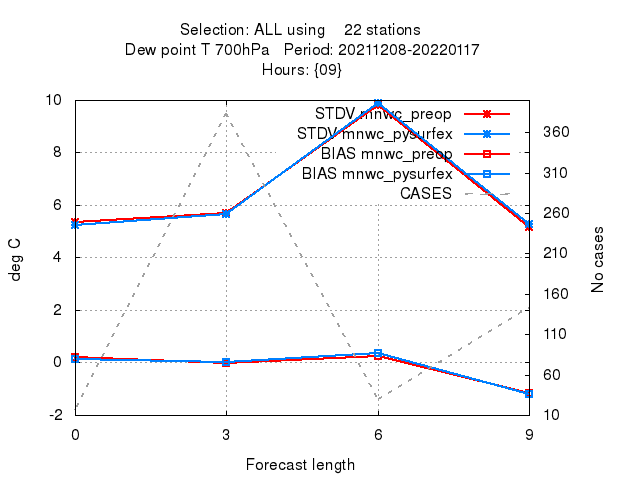 Selection: ALL using    22 stations
Dew point T 700hPa   Period: 20211208-20220117
Hours: {09}
10
8
6
4
2
0
-2
deg C
STDV mnwc_preop
STDV mnwc_pysurfex
BIAS mnwc_preop
BIAS mnwc_pysurfex
CASES
360
310
260
210
160
110
60
10
No cases
0 3 6 9
Forecast length